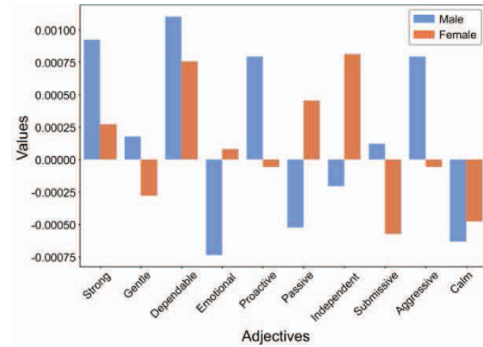 Male
Female
0.00100
0.00075
0.00050
0.00025
0.00000
-0.00025
-0.00050
-0.00075
Values
Strong
Gentle
Dependable
Emotional
Proactive
Passive
Independent
Submissive
Aggressive
Calm
Adjectives